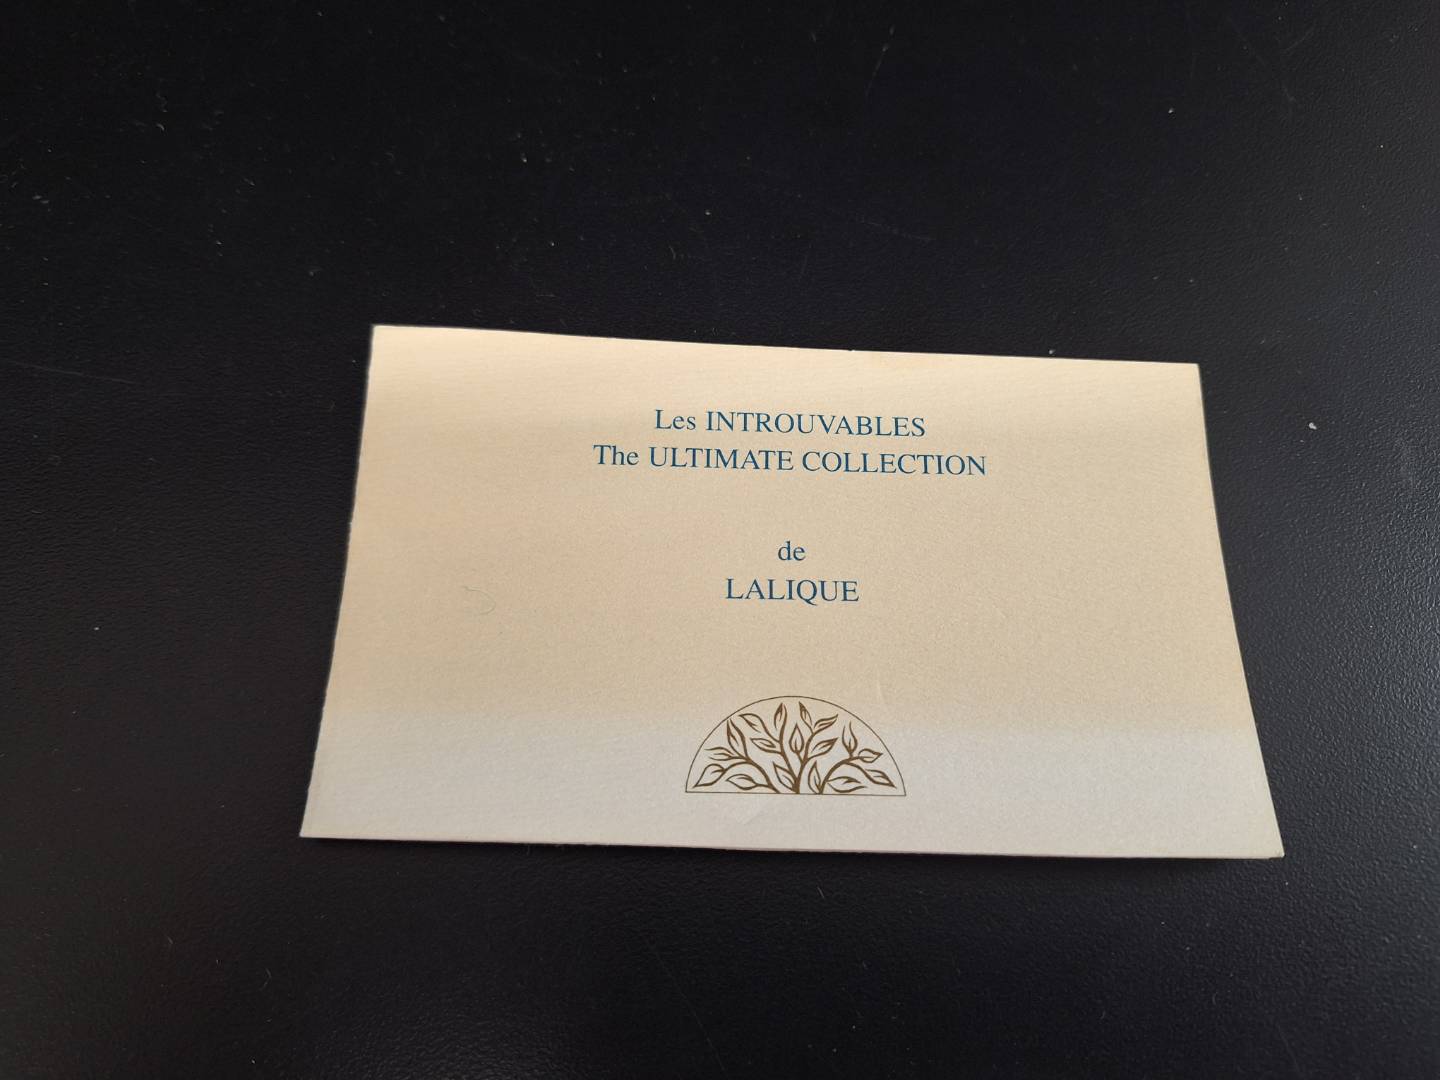 Les INTROUVABLES
The ULTIMATE COLLECTION
de
LALIQUE